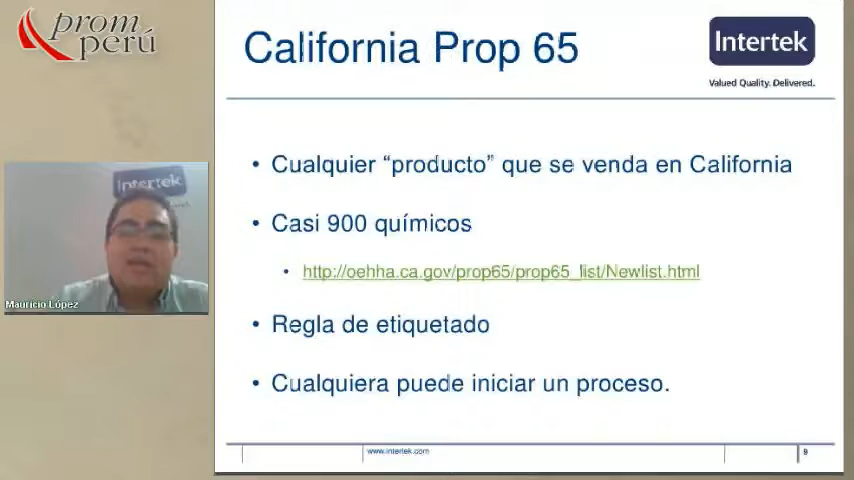 prom
perú
California Prop 65
Intertek
Valued Quality. Delivered.
• Cualquier “producto” que se venda en California
• Casi 900 químicos
• http://oehha.ca.gov/prop65/prop65_list/Newlist.html
• Regla de etiquetado
• Cualquiera puede iniciar un proceso.
Intertek
Mauricio López
www.intertek.com
9